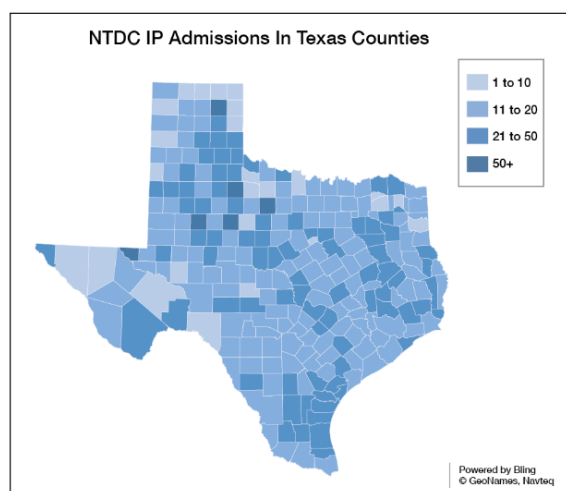 NTDC IP Admissions In Texas Counties
1 to 10
11 to 20
21 to 50
50+
Powered by Bling
© GeoNames, Navteq